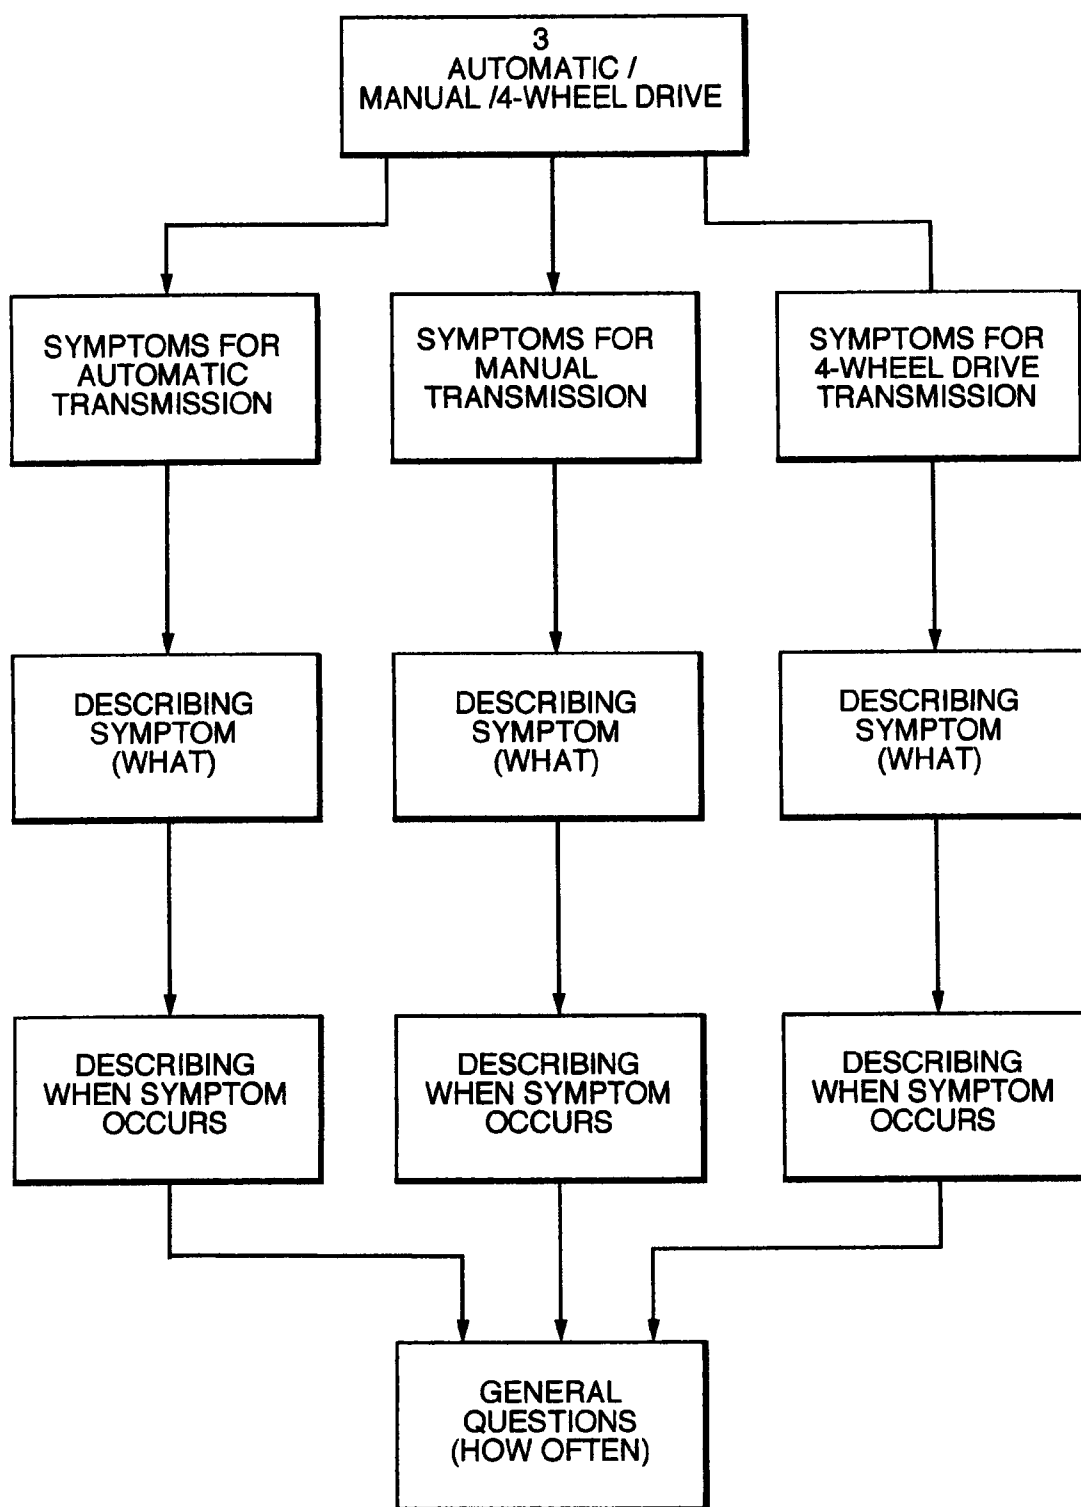 3
AUTOMATIC /
MANUAL /4-WHEEL DRIVE
SYMPTOMS FOR
AUTOMATIC
TRANSMISSION
SYMPTOMS FOR
MANUAL
TRANSMISSION
SYMPTOMS FOR
4-WHEEL DRIVE
TRANSMISSION
DESCRIBING
SYMPTOM
(WHAT)
DESCRIBING
SYMPTOM
(WHAT)
DESCRIBING
SYMPTOM
(WHAT)
DESCRIBING
WHEN SYMPTOM
OCCURS
DESCRIBING
WHEN SYMPTOM
OCCURS
DESCRIBING
WHEN SYMPTOM
OCCURS
GENERAL
QUESTIONS
(HOW OFTEN)